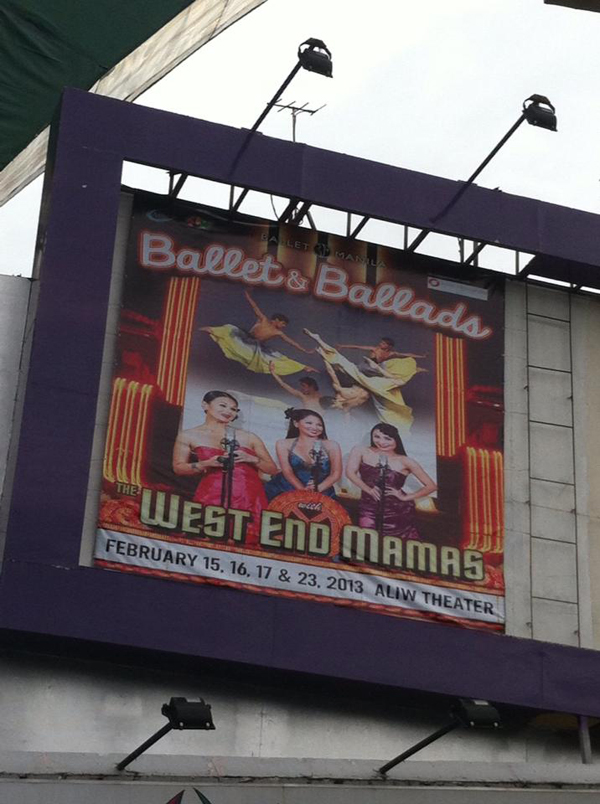 BALLET MANILA
Ballet & Ballads
with
THE WEST END MAMAS
FEBRUARY 15, 16, 17 & 23, 2013 ALIW THEATER